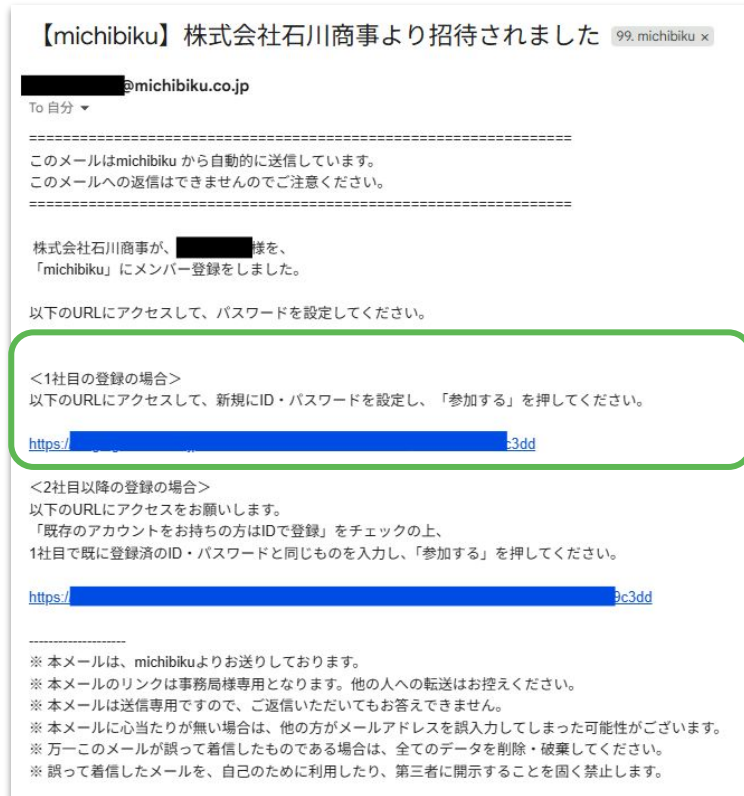 【michibiku】株式会社石川商事より招待されました 99. michibiku ×
@michibiku.co.jp
To 自分
================================================================
このメールはmichibiku から自動的に送信しています。
このメールへの返信はできませんのでご注意ください。
================================================================
株式会社石川商事が、 様を、
「michibiku」にメンバー登録をしました。
以下のURLにアクセスして、パスワードを設定してください。
＜1社目の登録の場合＞
以下のURLにアクセスして、新規にID・パスワードを設定し、「参加する」を押してください。
https:/ c3dd
＜2社目以降の登録の場合＞
以下のURLにアクセスをお願いします。
「既存のアカウントをお持ちの方はIDで登録」をチェックの上、
1社目で既に登録済のID・パスワードと同じものを入力し、「参加する」を押してください。
https:/ 9c3dd
--------------------
※ 本メールは、michibikuよりお送りしております。
※ 本メールのリンクは事務局様専用となります。他の人への転送はお控えください。
※ 本メールは送信専用ですので、ご返信いただいてもお答えできません。
※ 本メールに心当たりが無い場合は、他の方がメールアドレスを誤入力してしまった可能性がございます。
※ 万一このメールが誤って着信したものである場合は、全てのデータを削除・破棄してください。
※ 誤って着信したメールを、自己のために利用したり、第三者に開示することを固く禁止します。